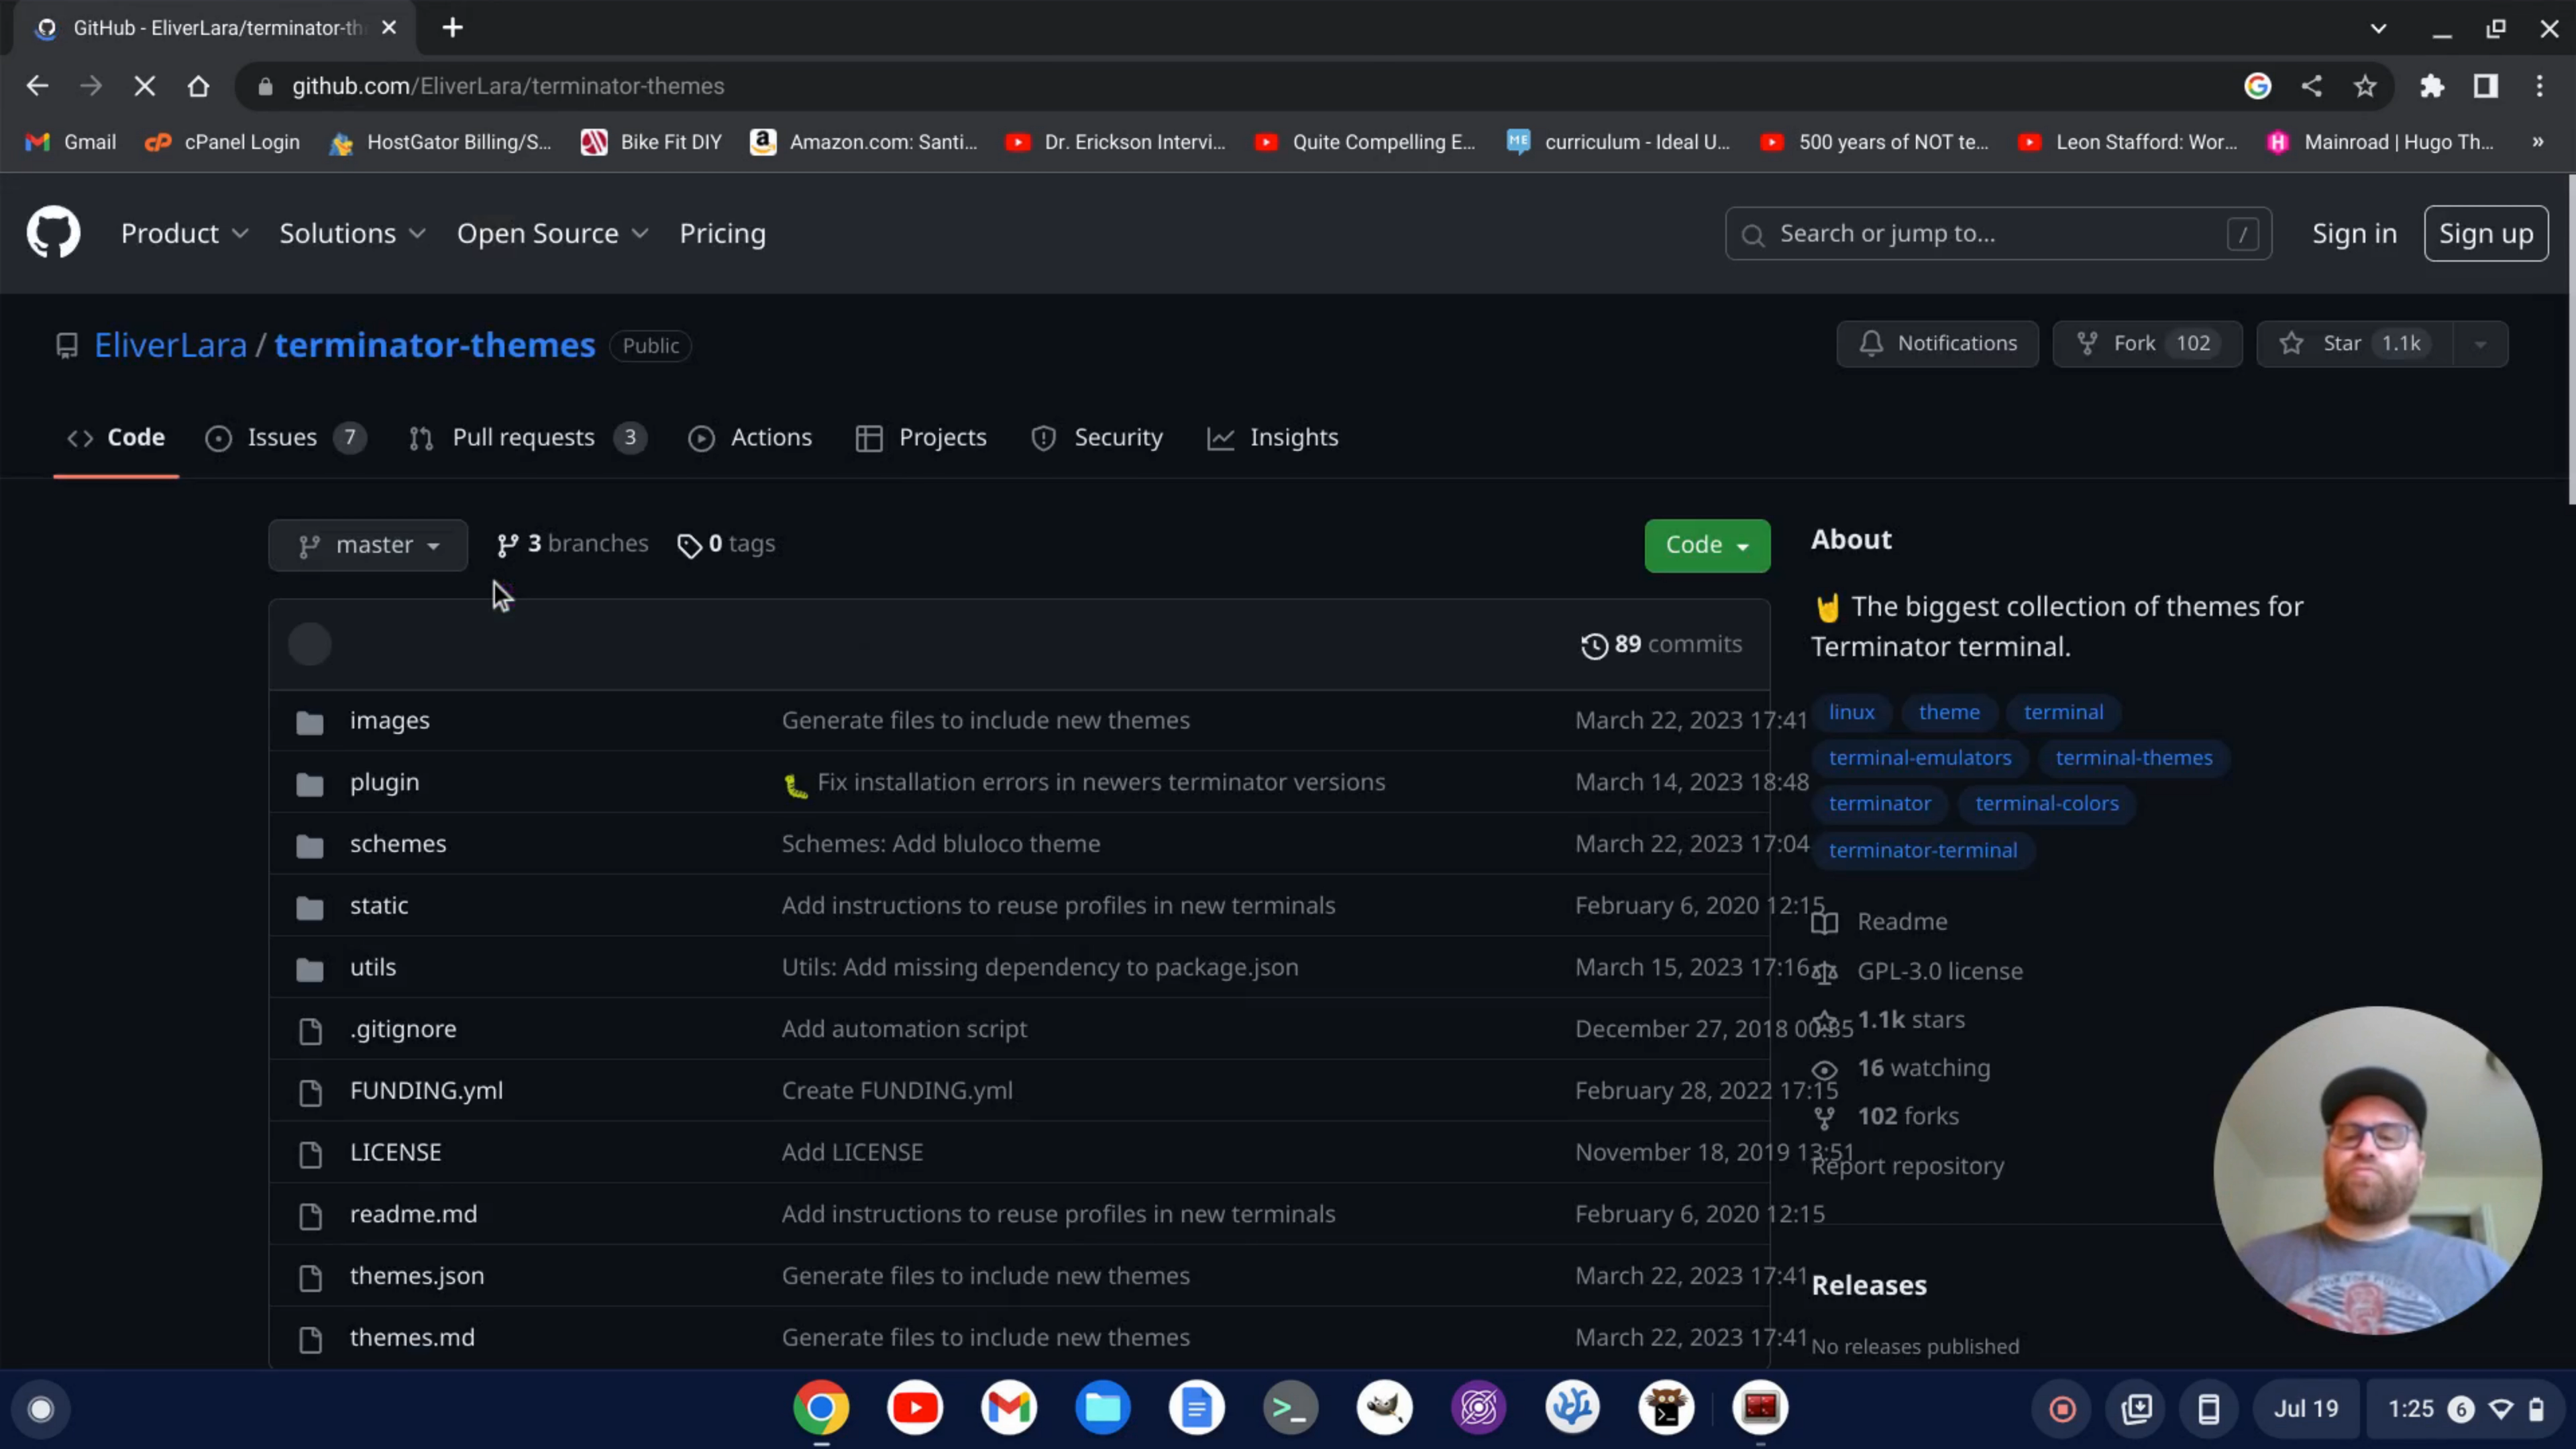 GitHub - EliverLara/terminator-th
github.com/EliverLara/terminator-themes
Gmail
cPanel Login
HostGator Billing/S...
Bike Fit DIY
Amazon.com: Santi...
Dr. Erickson Intervi...
Quite Compelling E...
curriculum - Ideal U...
500 years of NOT te...
Leon Stafford: Wor...
Mainroad | Hugo Th...
»
Product
Solutions
Open Source
Pricing
Search or jump to...
/
Sign in
Sign up
EliverLara / terminator-themes
Public
Notifications
Fork 102
Star 1.1k
Code
Issues 7
Pull requests 3
Actions
Projects
Security
Insights
master
3 branches
0 tags
Code
89 commits
images Generate files to include new themes March 22, 2023 17:41
plugin Fix installation errors in newers terminator versions March 14, 2023 18:48
schemes Schemes: Add bluloco theme March 22, 2023 17:04
static Add instructions to reuse profiles in new terminals February 6, 2020 12:15
utils Utils: Add missing dependency to package.json March 15, 2023 17:16
.gitignore Add automation script December 27, 2018 00:35
FUNDING.yml Create FUNDING.yml February 28, 2022 17:15
LICENSE Add LICENSE November 18, 2019 13:51
readme.md Add instructions to reuse profiles in new terminals February 6, 2020 12:15
themes.json Generate files to include new themes March 22, 2023 17:41
themes.md Generate files to include new themes March 22, 2023 17:41
About
🤘 The biggest collection of themes for
Terminator terminal.
linux theme terminal
terminal-emulators terminal-themes
terminator terminal-colors
terminator-terminal
Readme
GPL-3.0 license
1.1k stars
16 watching
102 forks
Report repository
Releases
No releases published
Jul 19
1:25
6